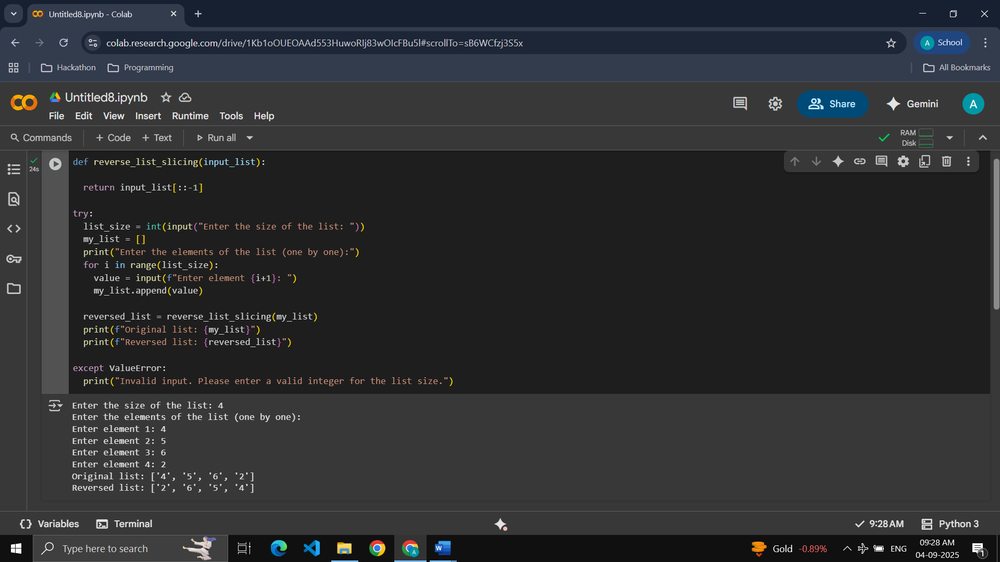 Untitled8.ipynb - Colab
colab.research.google.com/drive/1Kb1oOUEOAAd553HuwoRIj83wOIcFBu5l#scrollTo=sB6WCfzj3S5x
A School
Hackathon Programming All Bookmarks
CO Untitled8.ipynb
File Edit View Insert Runtime Tools Help
Share Gemini A
Commands + Code + Text Run all RAM
Disk
24s
def reverse_list_slicing(input_list):
  return input_list[::-1]
try:
  list_size = int(input("Enter the size of the list: "))
  my_list = []
  print("Enter the elements of the list (one by one):")
  for i in range(list_size):
    value = input(f"Enter element {i+1}: ")
    my_list.append(value)
  reversed_list = reverse_list_slicing(my_list)
  print(f"Original list: {my_list}")
  print(f"Reversed list: {reversed_list}")
except ValueError:
  print("Invalid input. Please enter a valid integer for the list size.")
Enter the size of the list: 4
Enter the elements of the list (one by one):
Enter element 1: 4
Enter element 2: 5
Enter element 3: 6
Enter element 4: 2
Original list: ['4', '5', '6', '2']
Reversed list: ['2', '6', '5', '4']
{} Variables Terminal 9:28 AM Python 3
Type here to search A W Gold -0.89% ENG 09:28 AM
04-09-2025 1